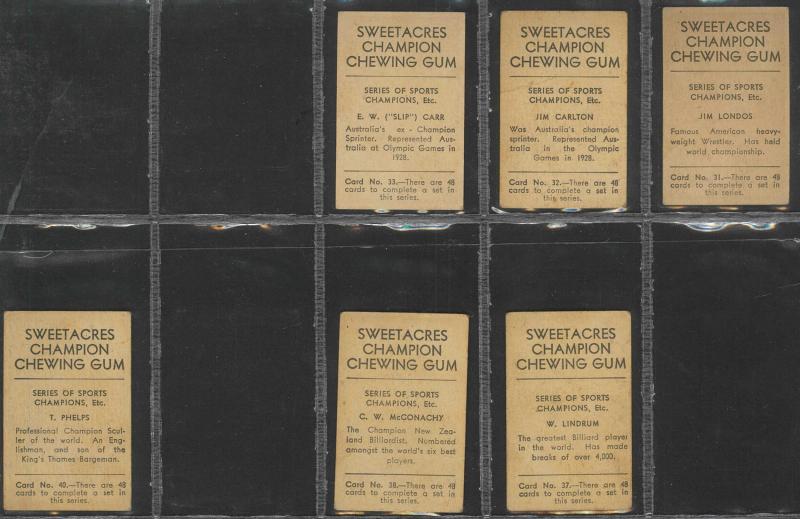 SWEETACRES
CHAMPION
CHEWING GUM
SERIES OF SPORTS
CHAMPIONS, Etc.
E. W. ("SLIP") CARR
Australia's ex - Champion
Sprinter. Represented Aus-
tralia at Olympic Games in
1928.
Card No. 33.—There are 48
cards to complete a set in
this series.
SWEETACRES
CHAMPION
CHEWING GUM
SERIES OF SPORTS
CHAMPIONS, Etc.
JIM CARLTON
Was Australia's champion
sprinter. Represented Aus-
tralia in the Olympic
Games in 1928.
Card No. 32.—There are 48
cards to complete a set in
this series.
SWEETACRES
CHAMPION
CHEWING GUM
SERIES OF SPORTS
CHAMPIONS, Etc.
JIM LONDOS
Famous American heavy-
weight Wrestler. Has held
world championship.
Card No. 31.—There are 48
cards to complete a set in
this series.
SWEETACRES
CHAMPION
CHEWING GUM
SERIES OF SPORTS
CHAMPIONS, Etc.
T. PHELPS
Professional Champion Scul-
ler of the world. An Eng-
lishman, and son of the
King's Thames Bargeman.
Card No. 40.—There are 48
cards to complete a set in
this series.
SWEETACRES
CHAMPION
CHEWING GUM
SERIES OF SPORTS
CHAMPIONS, Etc.
C. W. McCONACHY
The Champion New Zea-
land Billiardist. Numbered
amongst the world's six best
players.
Card No. 38.—There are 48
cards to complete a set in
this series.
SWEETACRES
CHAMPION
CHEWING GUM
SERIES OF SPORTS
CHAMPIONS, Etc.
W. LINDRUM
The greatest Billiard player
in the world. Has made
breaks of over 4,000.
Card No. 37.—There are 48
cards to complete a set in
this series.